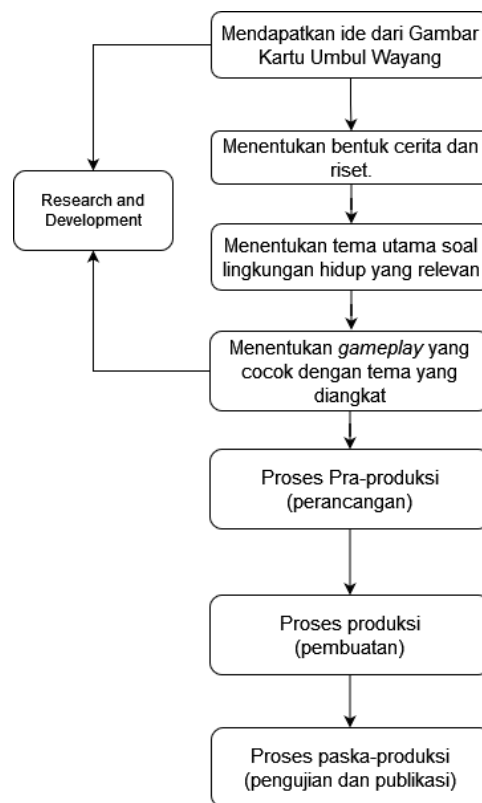 Mendapatkan ide dari Gambar
Kartu Umbul Wayang
Menentukan bentuk cerita dan
riset.
Research and
Development
Menentukan tema utama soal
lingkungan hidup yang relevan
Menentukan gameplay yang
cocok dengan tema yang
diangkat
Proses Pra-produksi
(perancangan)
Proses produksi
(pembuatan)
Proses paska-produksi
(pengujian dan publikasi)